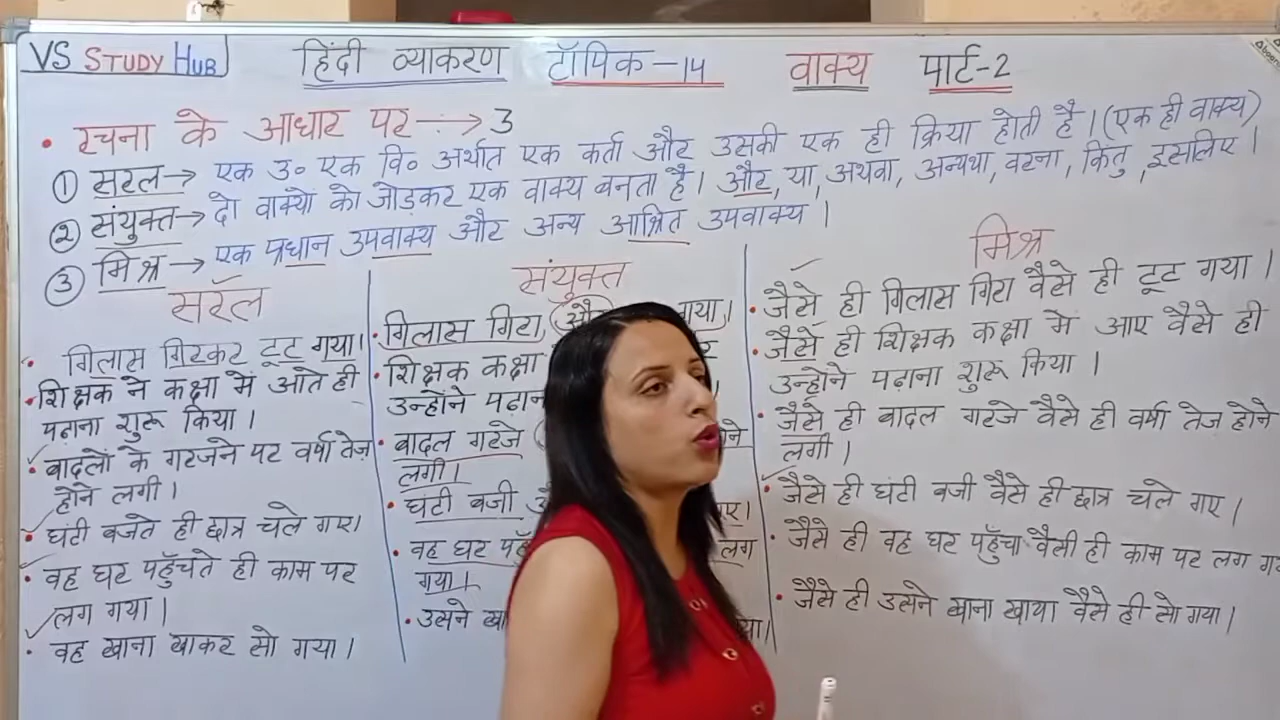 VS STUDY HUB
हिंदी व्याकरण टॉपिक-14 वाक्य पार्ट-2
• रचना के आधार पर → 3
① सरल → एक उ० एक वि० अर्थात एक कर्ता और उसकी एक ही क्रिया होती है। (एक ही वाक्य)
② संयुक्त → दो वाक्यो को जोड़कर एक वाक्य बनता है। और, या, अथवा, अन्यथा, वरना, किंतु, इसलिए।
③ मिश्र → एक प्रधान उपवाक्य और अन्य आश्रित उपवाक्य।
सरल
• गिलास गिरकर टूट गया।
• शिक्षक ने कक्षा में आते ही
पढ़ाना शुरू किया।
• बादलों के गरजने पर वर्षा तेज़
होने लगी।
• घंटी बजते ही छात्र चले गए।
• वह घर पहुँचते ही काम पर
लग गया।
• वह खाना खाकर सो गया।
संयुक्त
• गिलास गिरा, गया।
• शिक्षक कक्षा
उन्होंने पढ़ान
• बादल गरजे
लगी।
• घंटी बजी
• वह घर लग
गया।
• उसने
मिश्र
• जैसे ही गिलास गिरा वैसे ही टूट गया।
• जैसे ही शिक्षक कक्षा में आए वैसे ही
उन्होंने पढ़ाना शुरू किया।
• जैसे ही बादल गरजे वैसे ही वर्षा तेज होने
लगी।
• जैसे ही घंटी बजी वैसे ही छात्र चले गए।
• जैसे ही वह घर पहुँचा वैसी ही काम पर लग
• जैसे ही उसने खाना खाया वैसे ही सो गया।